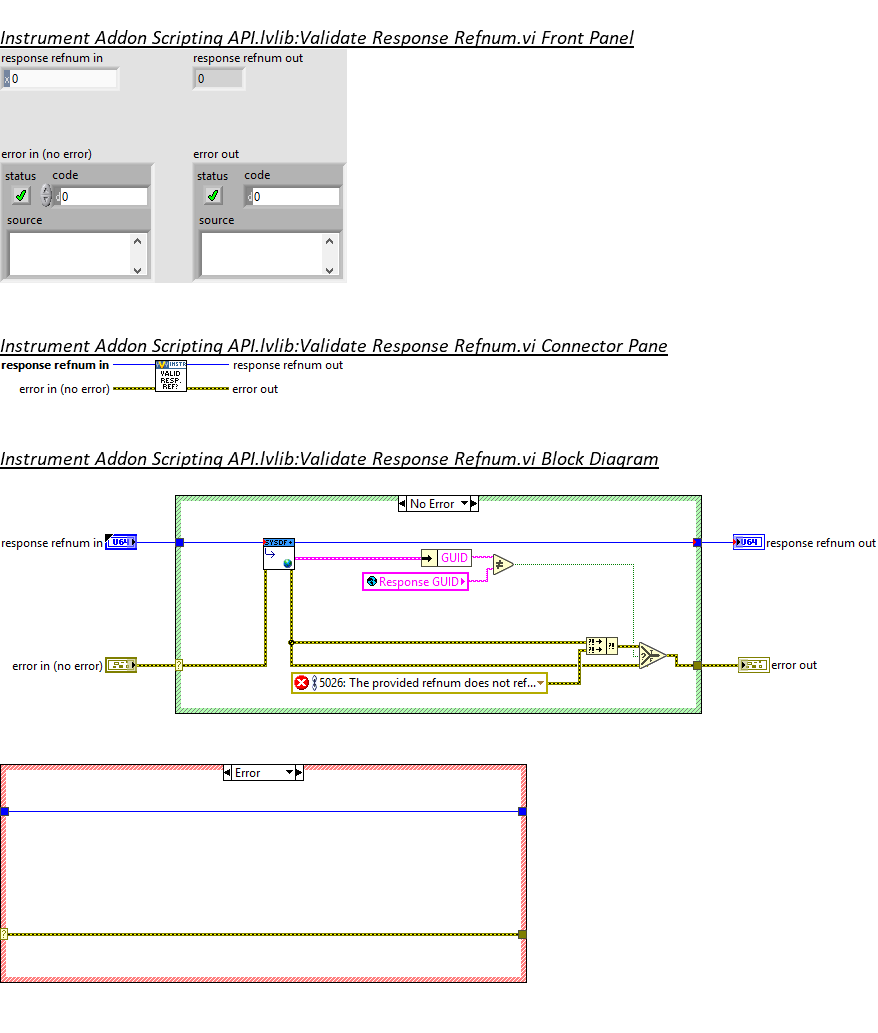 Instrument Addon Scripting API.lvlib:Validate Response Refnum.vi Front Panel
response refnum in
response refnum out
x 0
0
error in (no error)
error out
status code
status code
d 0
d 0
source
source
Instrument Addon Scripting API.lvlib:Validate Response Refnum.vi Connector Pane
response refnum in
INSTR
response refnum out
VALID
RESP.
REF?
error in (no error)
error out
Instrument Addon Scripting API.lvlib:Validate Response Refnum.vi Block Diagram
No Error
response refnum in
U64
SYSDF
U64
response refnum out
GUID
≠
Response GUID
?! ?!
?!
error in (no error)
?
? T F
error out
5026: The provided refnum does not ref...
Error
?